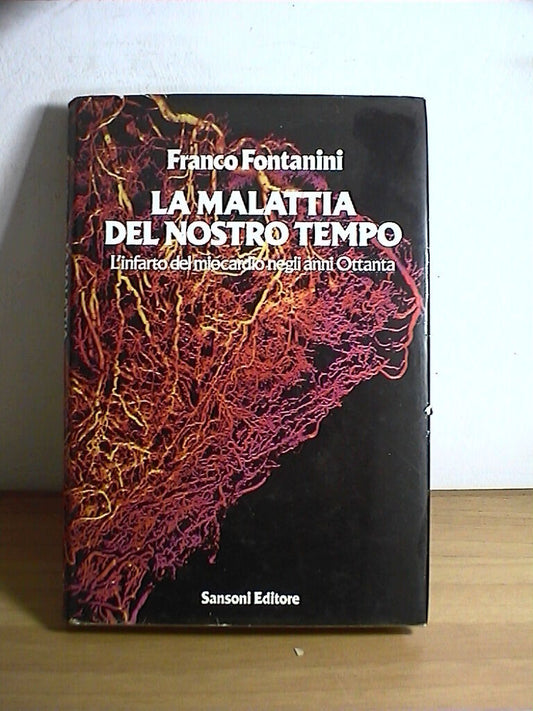 Franco Fontanini
LA MALATTIA
DEL NOSTRO TEMPO
L'infarto del miocardio negli anni Ottanta
Sansoni Editore